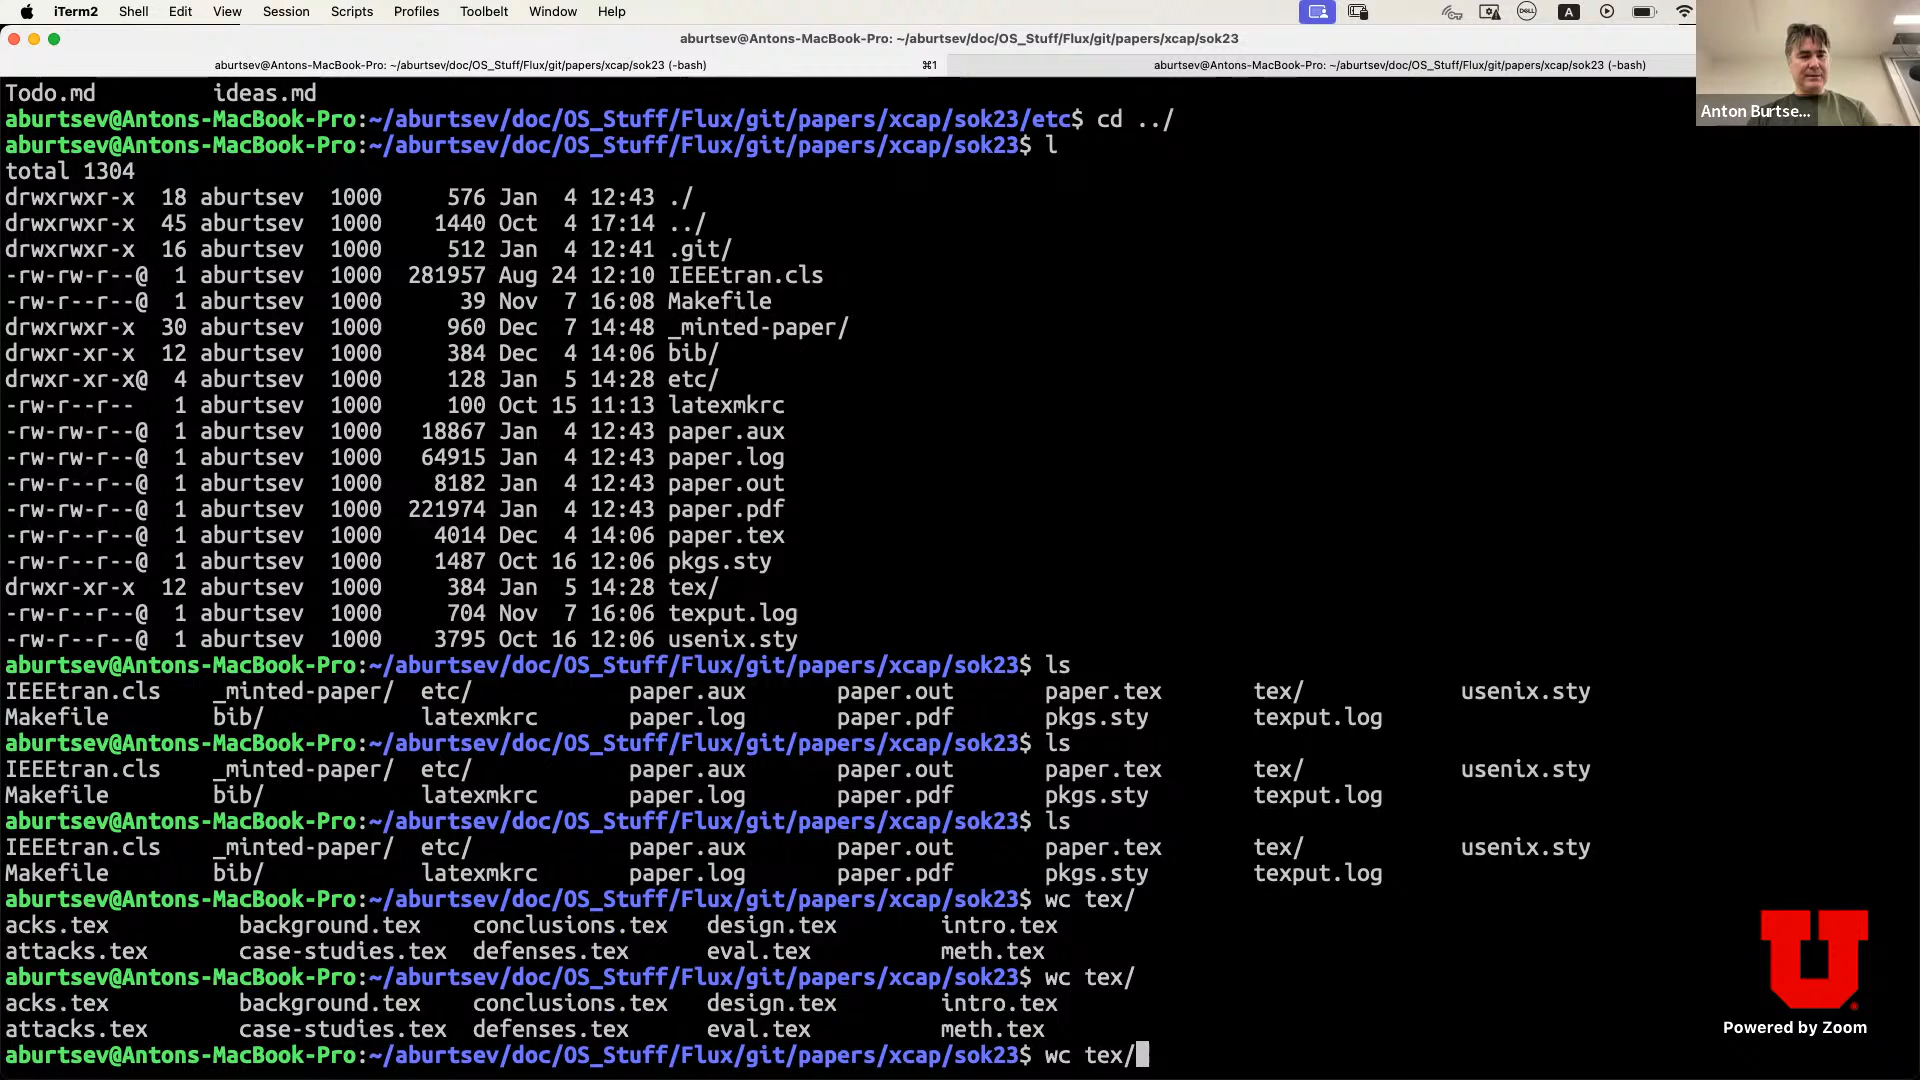 iTerm2 Shell Edit View Session Scripts Profiles Toolbelt Window Help
DELL A
aburtsev@Antons-MacBook-Pro: ~/aburtsev/doc/OS_Stuff/Flux/git/papers/xcap/sok23
aburtsev@Antons-MacBook-Pro: ~/aburtsev/doc/OS_Stuff/Flux/git/papers/xcap/sok23 (-bash) ⌘1 aburtsev@Antons-MacBook-Pro: ~/aburtsev/doc/OS_Stuff/Flux/git/papers/xcap/sok23 (-bash)
Anton Burtse...
Todo.md ideas.md
aburtsev@Antons-MacBook-Pro:~/aburtsev/doc/OS_Stuff/Flux/git/papers/xcap/sok23/etc$ cd ../
aburtsev@Antons-MacBook-Pro:~/aburtsev/doc/OS_Stuff/Flux/git/papers/xcap/sok23$ l
total 1304
drwxrwxr-x 18 aburtsev 1000 576 Jan 4 12:43 ./
drwxrwxr-x 45 aburtsev 1000 1440 Oct 4 17:14 ../
drwxrwxr-x 16 aburtsev 1000 512 Jan 4 12:41 .git/
-rw-rw-r--@ 1 aburtsev 1000 281957 Aug 24 12:10 IEEEtran.cls
-rw-r--r--@ 1 aburtsev 1000 39 Nov 7 16:08 Makefile
drwxrwxr-x 30 aburtsev 1000 960 Dec 7 14:48 _minted-paper/
drwxr-xr-x 12 aburtsev 1000 384 Dec 4 14:06 bib/
drwxr-xr-x@ 4 aburtsev 1000 128 Jan 5 14:28 etc/
-rw-r--r-- 1 aburtsev 1000 100 Oct 15 11:13 latexmkrc
-rw-rw-r--@ 1 aburtsev 1000 18867 Jan 4 12:43 paper.aux
-rw-rw-r--@ 1 aburtsev 1000 64915 Jan 4 12:43 paper.log
-rw-r--r--@ 1 aburtsev 1000 8182 Jan 4 12:43 paper.out
-rw-rw-r--@ 1 aburtsev 1000 221974 Jan 4 12:43 paper.pdf
-rw-r--r--@ 1 aburtsev 1000 4014 Dec 4 14:06 paper.tex
-rw-r--r--@ 1 aburtsev 1000 1487 Oct 16 12:06 pkgs.sty
drwxr-xr-x 12 aburtsev 1000 384 Jan 5 14:28 tex/
-rw-r--r--@ 1 aburtsev 1000 704 Nov 7 16:06 texput.log
-rw-r--r--@ 1 aburtsev 1000 3795 Oct 16 12:06 usenix.sty
aburtsev@Antons-MacBook-Pro:~/aburtsev/doc/OS_Stuff/Flux/git/papers/xcap/sok23$ ls
IEEEtran.cls _minted-paper/ etc/ paper.aux paper.out paper.tex tex/ usenix.sty
Makefile bib/ latexmkrc paper.log paper.pdf pkgs.sty texput.log
aburtsev@Antons-MacBook-Pro:~/aburtsev/doc/OS_Stuff/Flux/git/papers/xcap/sok23$ ls
IEEEtran.cls _minted-paper/ etc/ paper.aux paper.out paper.tex tex/ usenix.sty
Makefile bib/ latexmkrc paper.log paper.pdf pkgs.sty texput.log
aburtsev@Antons-MacBook-Pro:~/aburtsev/doc/OS_Stuff/Flux/git/papers/xcap/sok23$ ls
IEEEtran.cls _minted-paper/ etc/ paper.aux paper.out paper.tex tex/ usenix.sty
Makefile bib/ latexmkrc paper.log paper.pdf pkgs.sty texput.log
aburtsev@Antons-MacBook-Pro:~/aburtsev/doc/OS_Stuff/Flux/git/papers/xcap/sok23$ wc tex/
acks.tex background.tex conclusions.tex design.tex intro.tex
attacks.tex case-studies.tex defenses.tex eval.tex meth.tex
aburtsev@Antons-MacBook-Pro:~/aburtsev/doc/OS_Stuff/Flux/git/papers/xcap/sok23$ wc tex/
acks.tex background.tex conclusions.tex design.tex intro.tex
attacks.tex case-studies.tex defenses.tex eval.tex meth.tex
aburtsev@Antons-MacBook-Pro:~/aburtsev/doc/OS_Stuff/Flux/git/papers/xcap/sok23$ wc tex/
U
Powered by Zoom